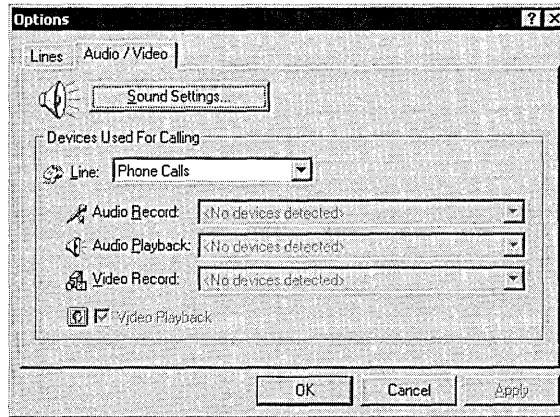 Options
Lines Audio / Video
Sound Settings...
Devices Used For Calling
Line: Phone Calls
Audio Record: <No devices detected>
Audio Playback: <No devices detected>
Video Record: <No devices detected>
Video Playback
OK Cancel Apply